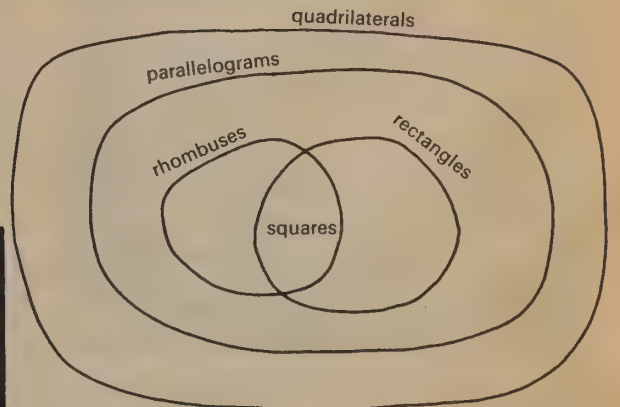 quadrilaterals
parallelograms
rhombuses
rectangles
squares